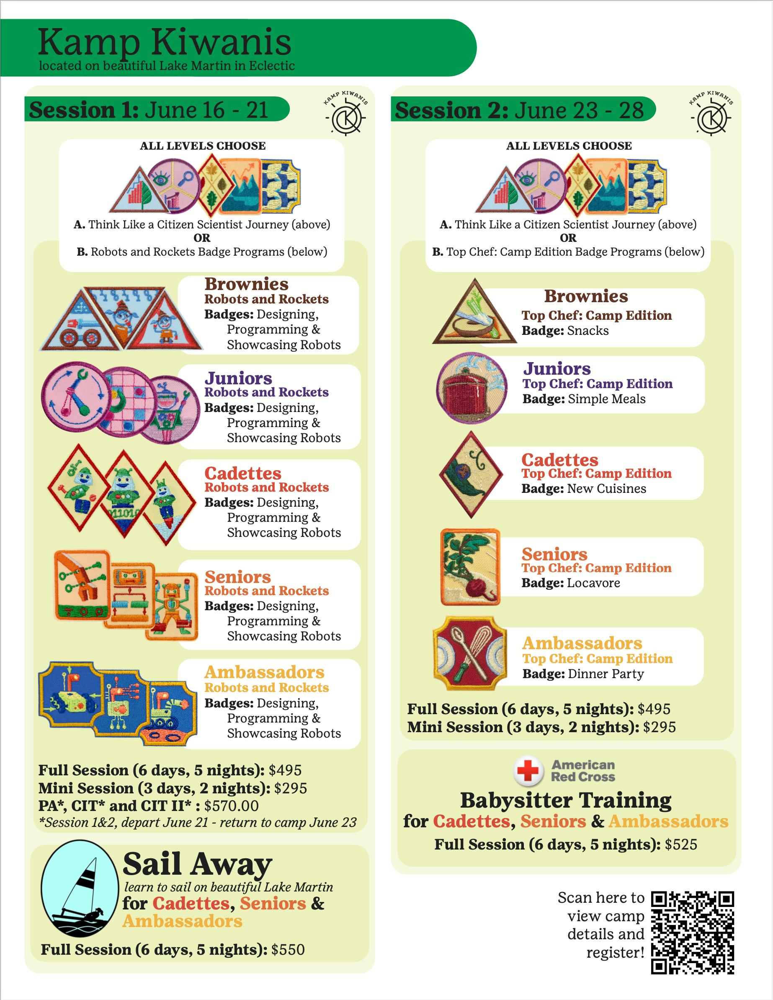 Kamp Kiwanis
located on beautiful Lake Martin in Eclectic
Session 1: June 16 - 21
KAMP KIWANIS
CK
ALL LEVELS CHOOSE
A. Think Like a Citizen Scientist Journey (above)
OR
B. Robots and Rockets Badge Programs (below)
Brownies
Robots and Rockets
Badges: Designing,
Programming &
Showcasing Robots
Juniors
Robots and Rockets
Badges: Designing,
Programming &
Showcasing Robots
Cadettes
Robots and Rockets
Badges: Designing,
Programming &
Showcasing Robots
011010
Seniors
Robots and Rockets
Badges: Designing,
Programming &
Showcasing Robots
Ambassadors
Robots and Rockets
Badges: Designing,
Programming &
Showcasing Robots
Full Session (6 days, 5 nights): $495
Mini Session (3 days, 2 nights): $295
PA*, CIT* and CIT II* : $570.00
*Session 1&2, depart June 21 - return to camp June 23
Sail Away
learn to sail on beautiful Lake Martin
for Cadettes, Seniors &
Ambassadors
Full Session (6 days, 5 nights): $550
Session 2: June 23 - 28
KAMP KIWANIS
CK
ALL LEVELS CHOOSE
A. Think Like a Citizen Scientist Journey (above)
OR
B. Top Chef: Camp Edition Badge Programs (below)
Brownies
Top Chef: Camp Edition
Badge: Snacks
Juniors
Top Chef: Camp Edition
Badge: Simple Meals
Cadettes
Top Chef: Camp Edition
Badge: New Cuisines
Seniors
Top Chef: Camp Edition
Badge: Locavore
Ambassadors
Top Chef: Camp Edition
Badge: Dinner Party
Full Session (6 days, 5 nights): $495
Mini Session (3 days, 2 nights): $295
American
Red Cross
Babysitter Training
for Cadettes, Seniors & Ambassadors
Full Session (6 days, 5 nights): $525
Scan here to
view camp
details and
register!